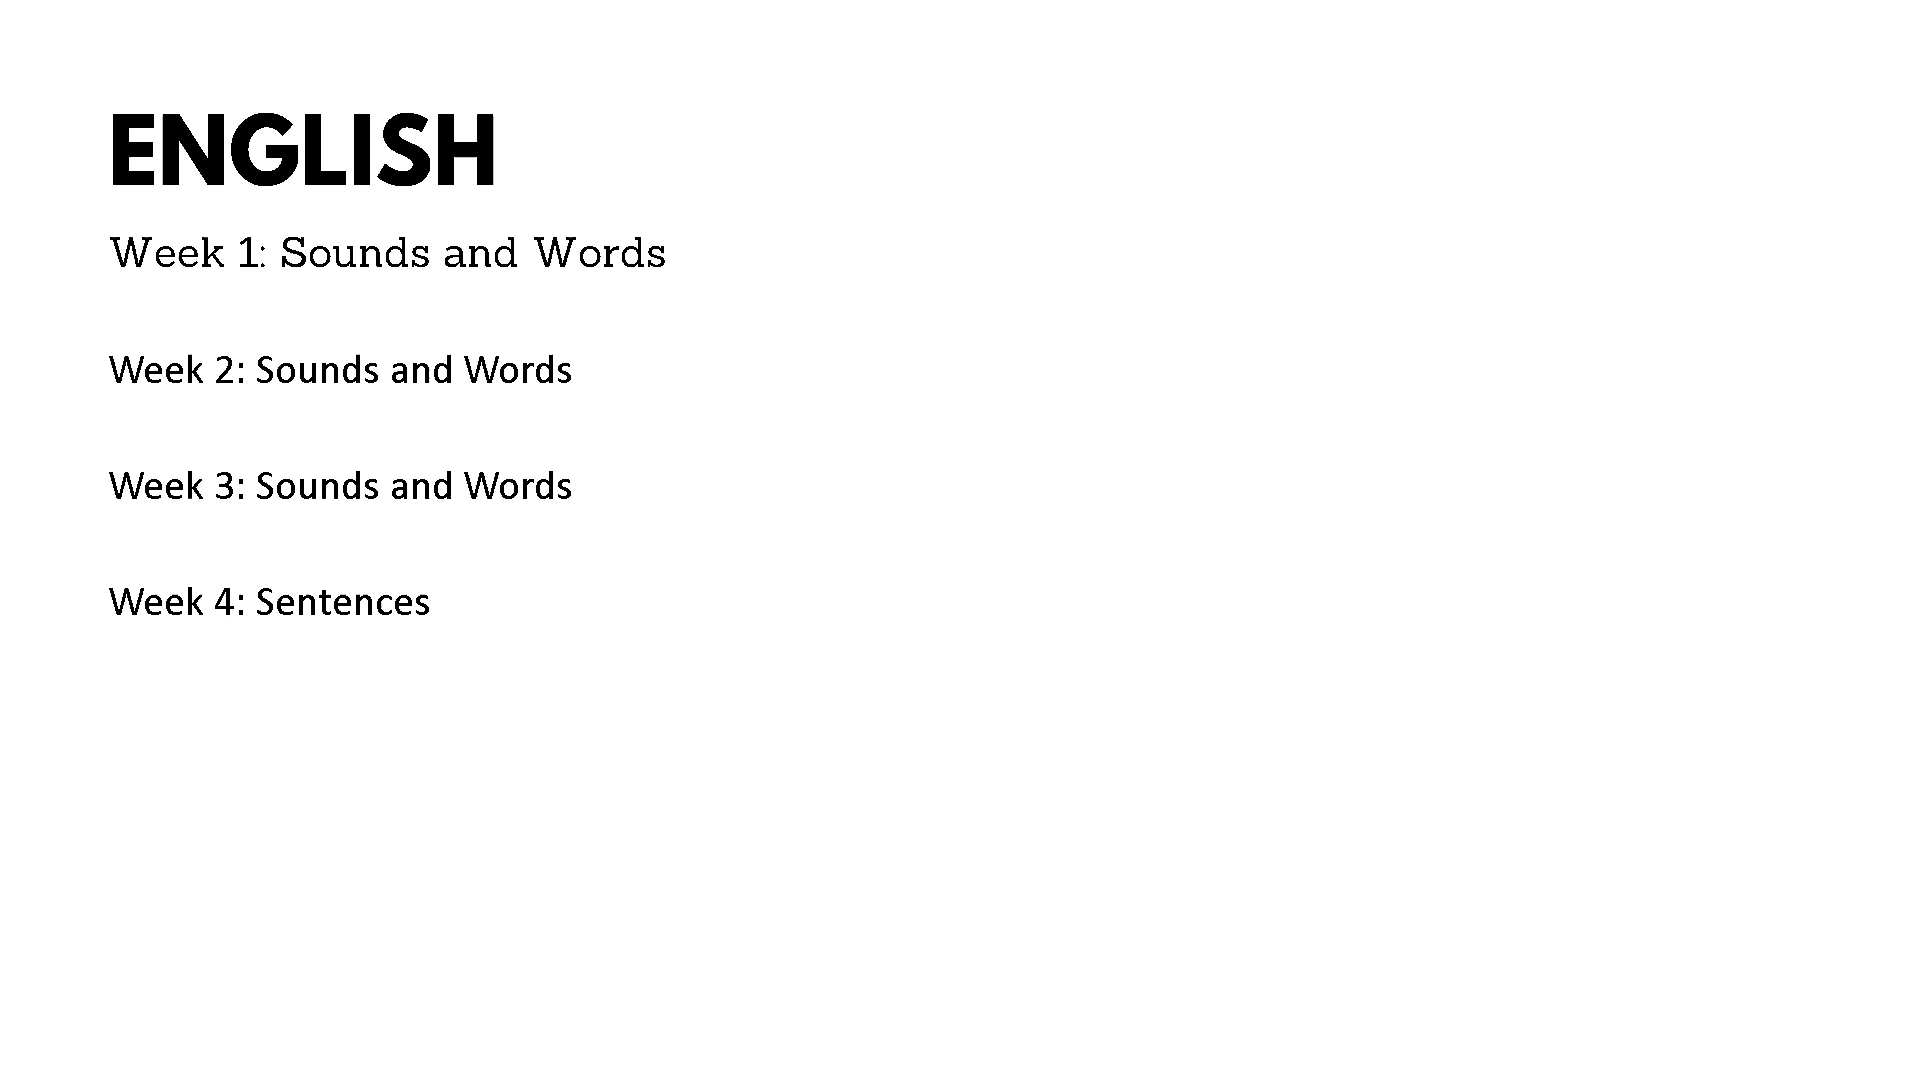 ENGLISH
Week 1: Sounds and Words
Week 2: Sounds and Words
Week 3: Sounds and Words
Week 4: Sentences